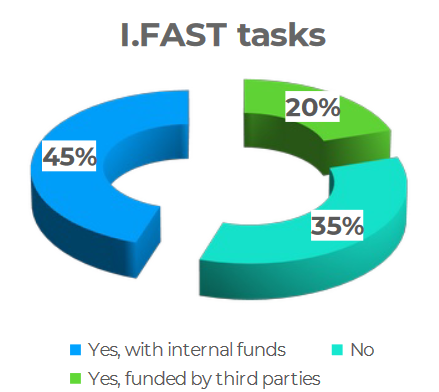 I.FAST tasks
20%
45%
35%
Yes, with internal funds
No
Yes, funded by third parties